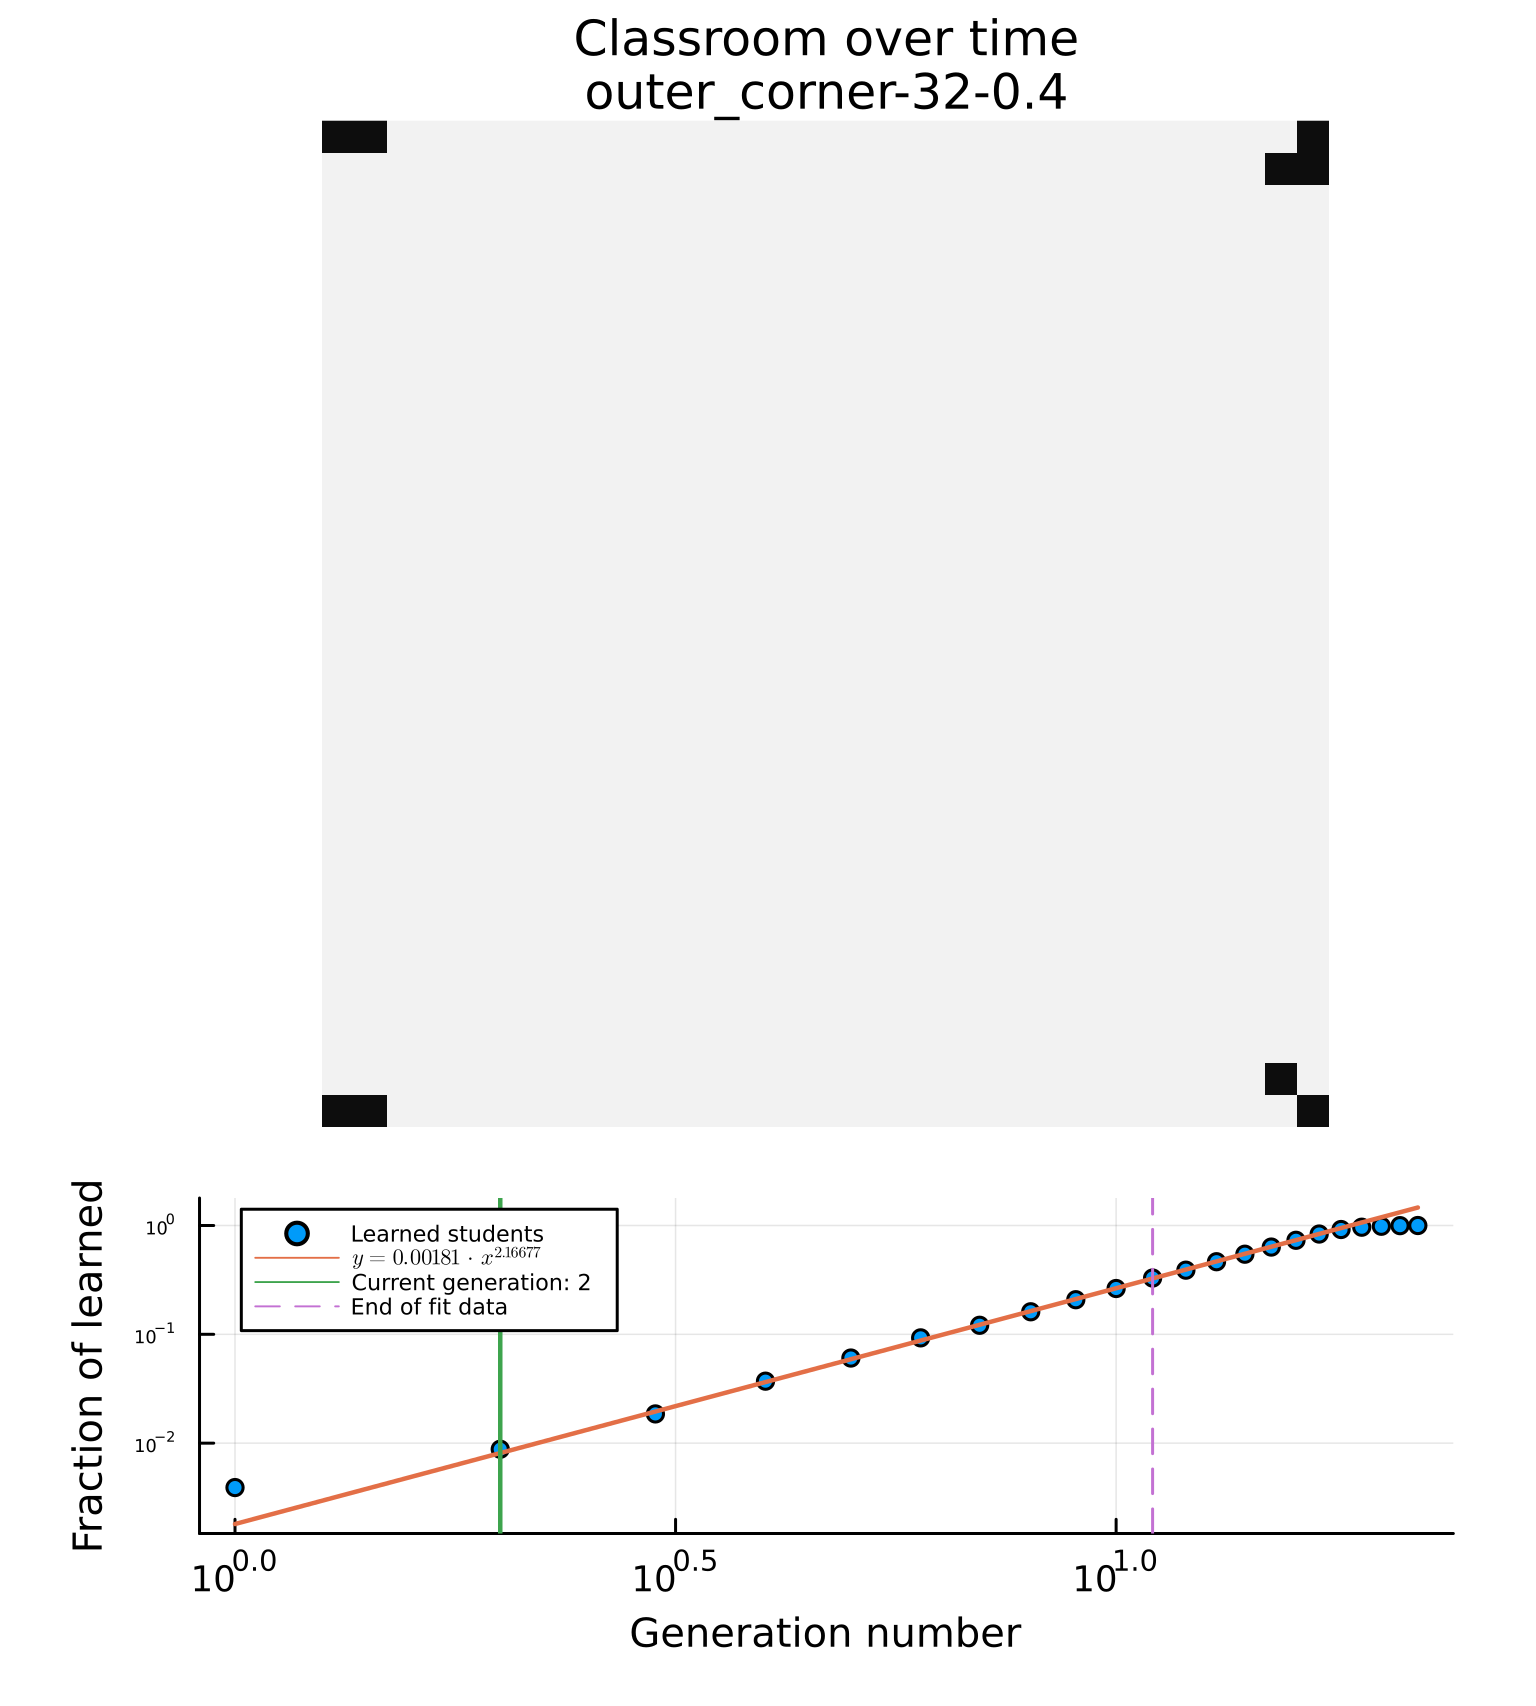 Classroom over time
outer_corner-32-0.4
Fraction of learned
10^0
10^-1
10^-2
Learned students
y = 0.00181 · x^2.16677
Current generation: 2
End of fit data
10^0.0 10^0.5 10^1.0
Generation number